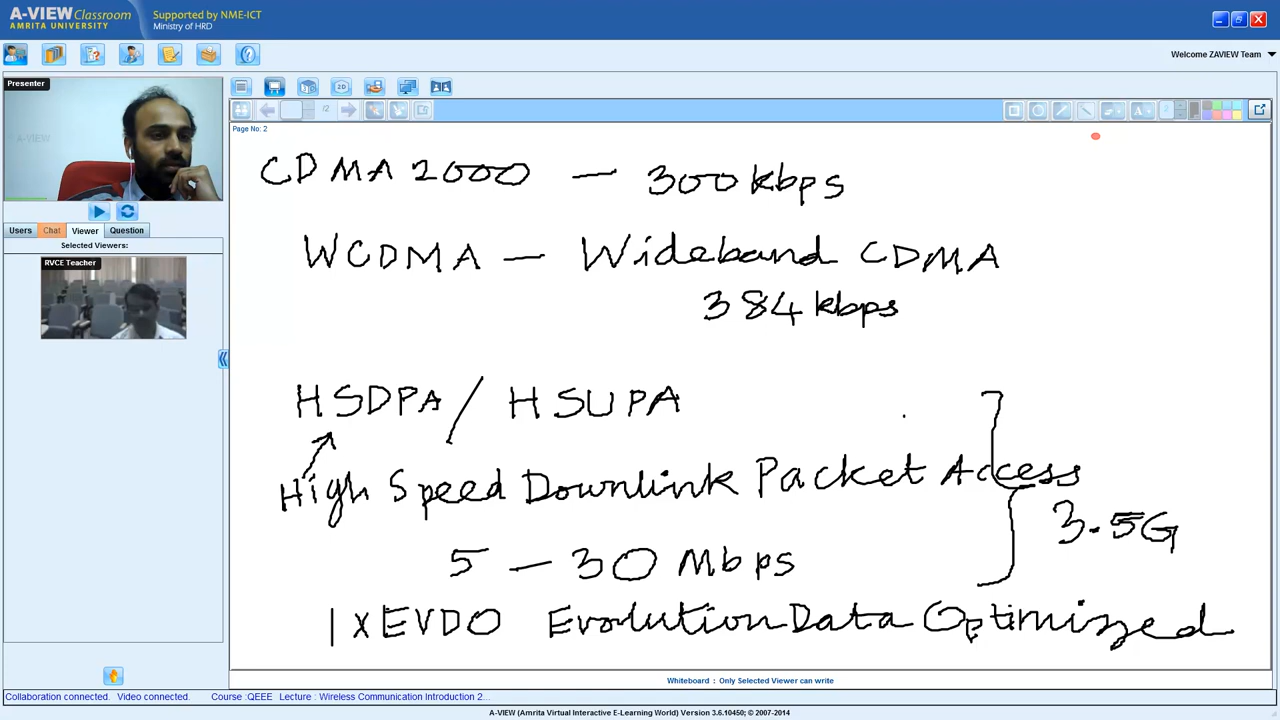 A-VIEW Classroom
AMRITA UNIVERSITY
Supported by NME-ICT
Ministry of HRD
Welcome ZAVIEW Team
Presenter
A-VIEW
/2
2D
A
2
Page No: 2
CDMA 2000 — 300 kbps
WCDMA — Wideband CDMA
384 kbps
HSDPA / HSUPA
High Speed Downlink Packet Access
3.5G
5 — 30 Mbps
1xEVDO Evolution Data Optimized
Users Chat Viewer Question
Selected Viewers:
RVCE Teacher
Whiteboard : Only Selected Viewer can write
Collaboration connected. Video connected. Course :QEEE Lecture : Wireless Communication Introduction 2...
A-VIEW (Amrita Virtual Interactive E-Learning World) Version 3.6.10450; © 2007-2014